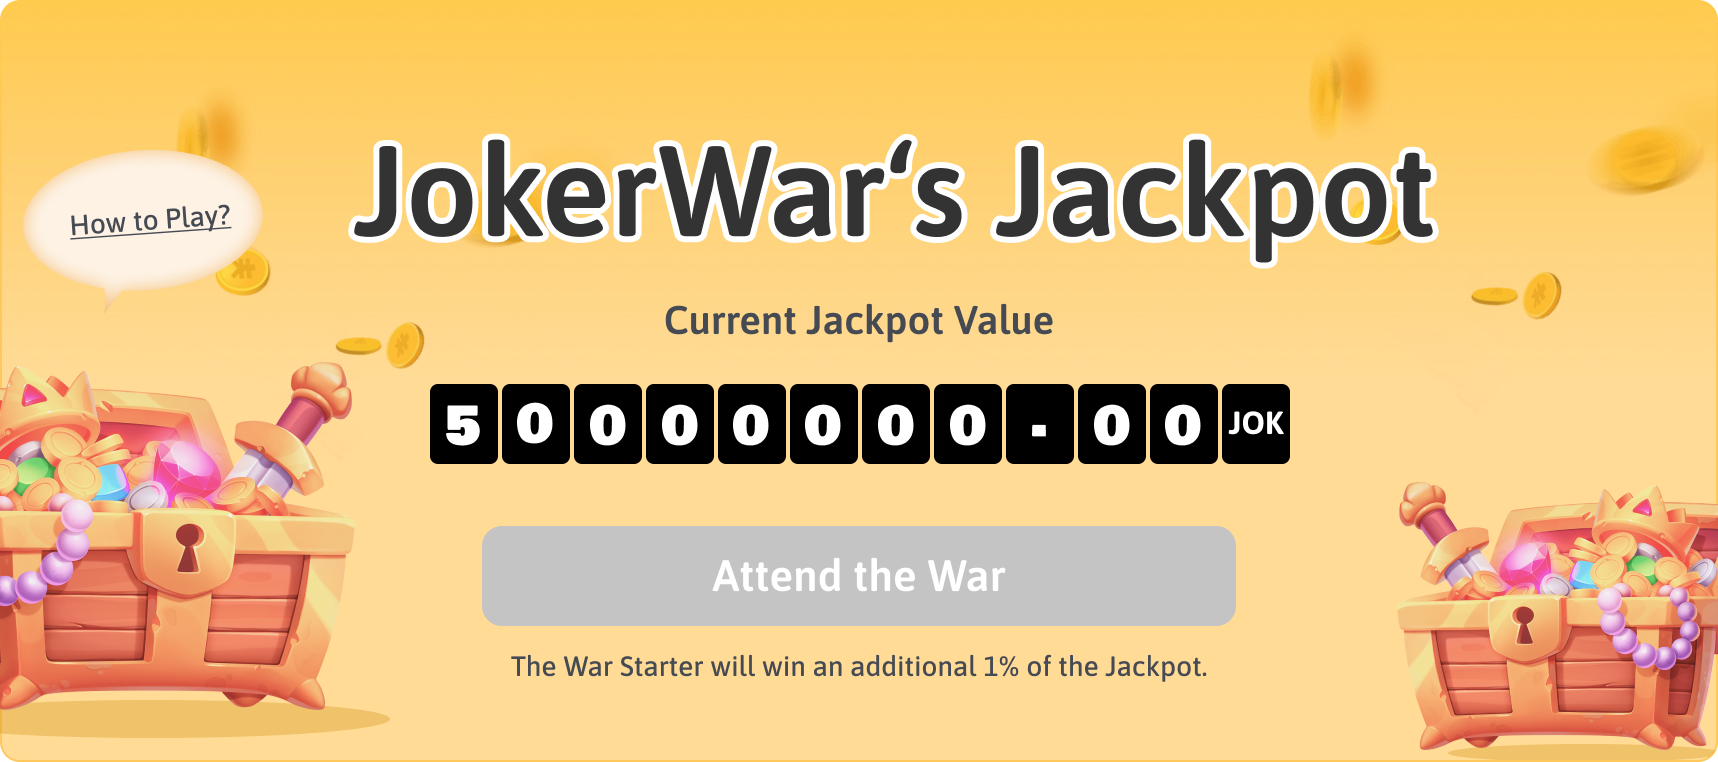 JokerWar‘s Jackpot
How to Play?
Current Jackpot Value
50000000.00 JOK
Attend the War
The War Starter will win an additional 1% of the Jackpot.